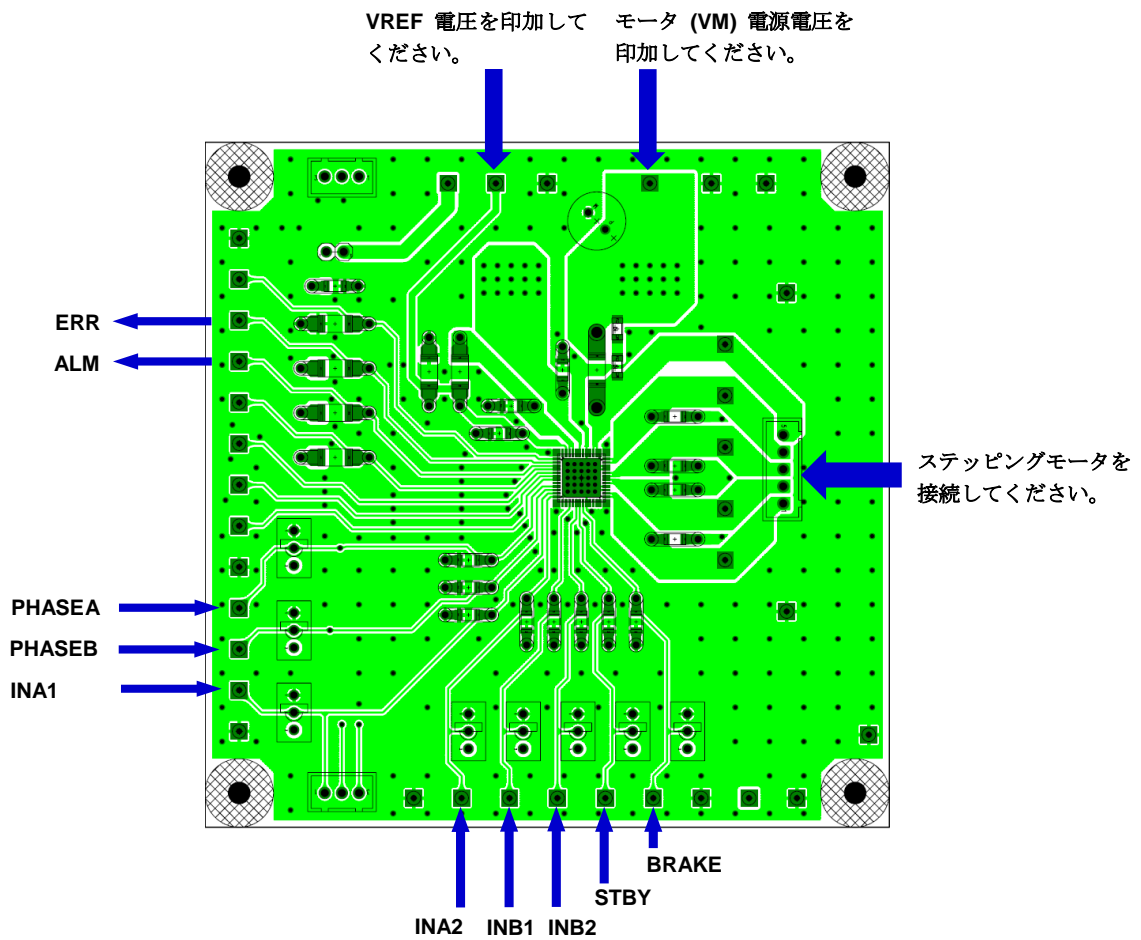 VREF 電圧を印加して
ください。
モータ (VM) 電源電圧を
印加してください。
ERR
ALM
ステッピングモータを
接続してください。
PHASEA
PHASEB
INA1
BRAKE
STBY
INA2
INB1
INB2